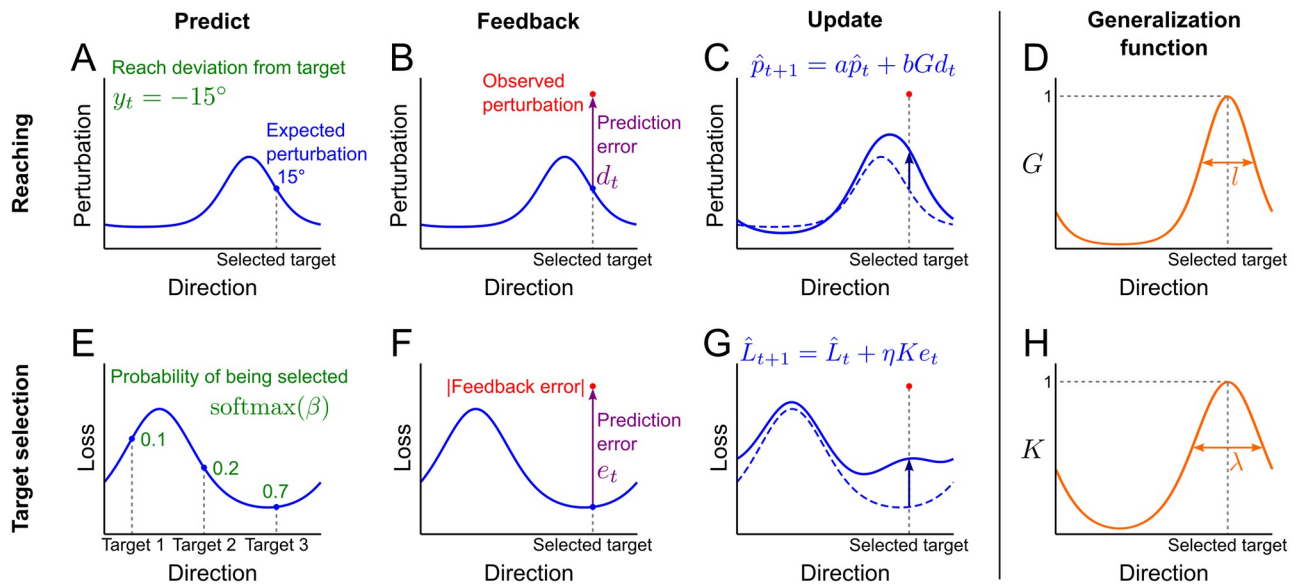 Predict
Feedback
Update
Generalization
function
Reaching
A
Reach deviation from target
y_t = −15°
Expected
perturbation
15°
Perturbation
Selected target
Direction
B
Observed
perturbation
Prediction
error
d_t
Perturbation
Selected target
Direction
C
p̂_{t+1} = ap̂_t + bGd_t
Perturbation
Selected target
Direction
D
1
G
l
Selected target
Direction
Target selection
E
Probability of being selected
softmax(β)
0.1
0.2
0.7
Loss
Target 1 Target 2 Target 3
Direction
F
|Feedback error|
Prediction
error
e_t
Loss
Selected target
Direction
G
L̂_{t+1} = L̂_t + ηKe_t
Loss
Selected target
Direction
H
1
K
λ
Selected target
Direction